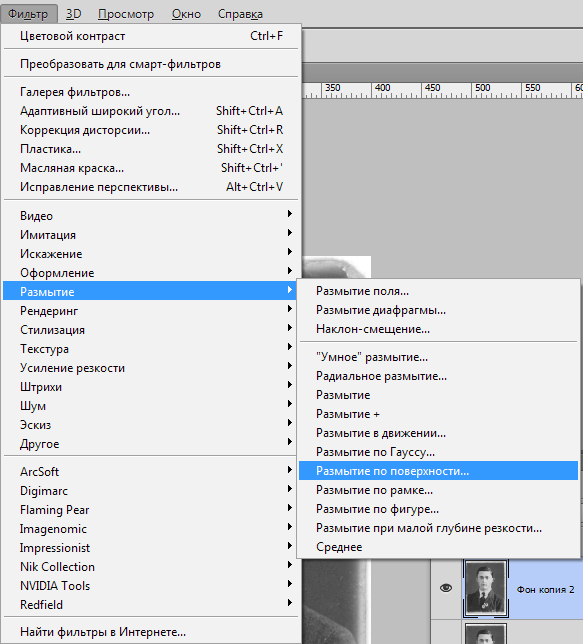 Фильтр 3D Просмотр Окно Справка
Цветовой контраст Ctrl+F
Преобразовать для смарт-фильтров
Галерея фильтров...
Адаптивный широкий угол... Shift+Ctrl+A
Коррекция дисторсии... Shift+Ctrl+R
Пластика... Shift+Ctrl+X
Масляная краска... Shift+Ctrl+'
Исправление перспективы... Alt+Ctrl+V
Видео
Имитация
Искажение
Оформление
Размытие
Рендеринг
Стилизация
Текстура
Усиление резкости
Штрихи
Шум
Эскиз
Другое
ArcSoft
Digimarc
Flaming Pear
Imagenomic
Impressionist
Nik Collection
NVIDIA Tools
Redfield
Найти фильтры в Интернете...
350 400 450 500 550 60
Размытие поля...
Размытие диафрагмы...
Наклон-смещение...
"Умное" размытие...
Радиальное размытие...
Размытие
Размытие +
Размытие в движении...
Размытие по Гауссу...
Размытие по поверхности...
Размытие по рамке...
Размытие по фигуре...
Размытие при малой глубине резкости...
Среднее
Фон копия 2